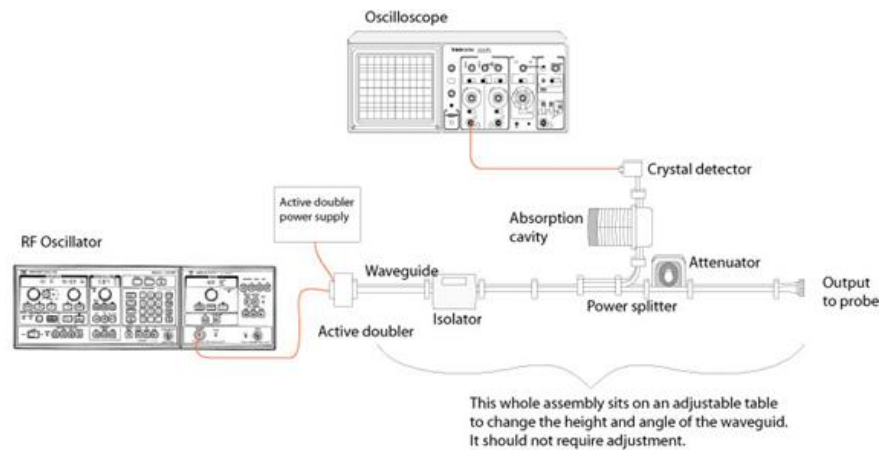 Oscilloscope
Crystal detector
Active doubler
power supply
Absorption
cavity
RF Oscillator
Waveguide
Attenuator
Isolator
Power splitter
Output
to probe
Active doubler
This whole assembly sits on an adjustable table
to change the height and angle of the waveguid.
It should not require adjustment.